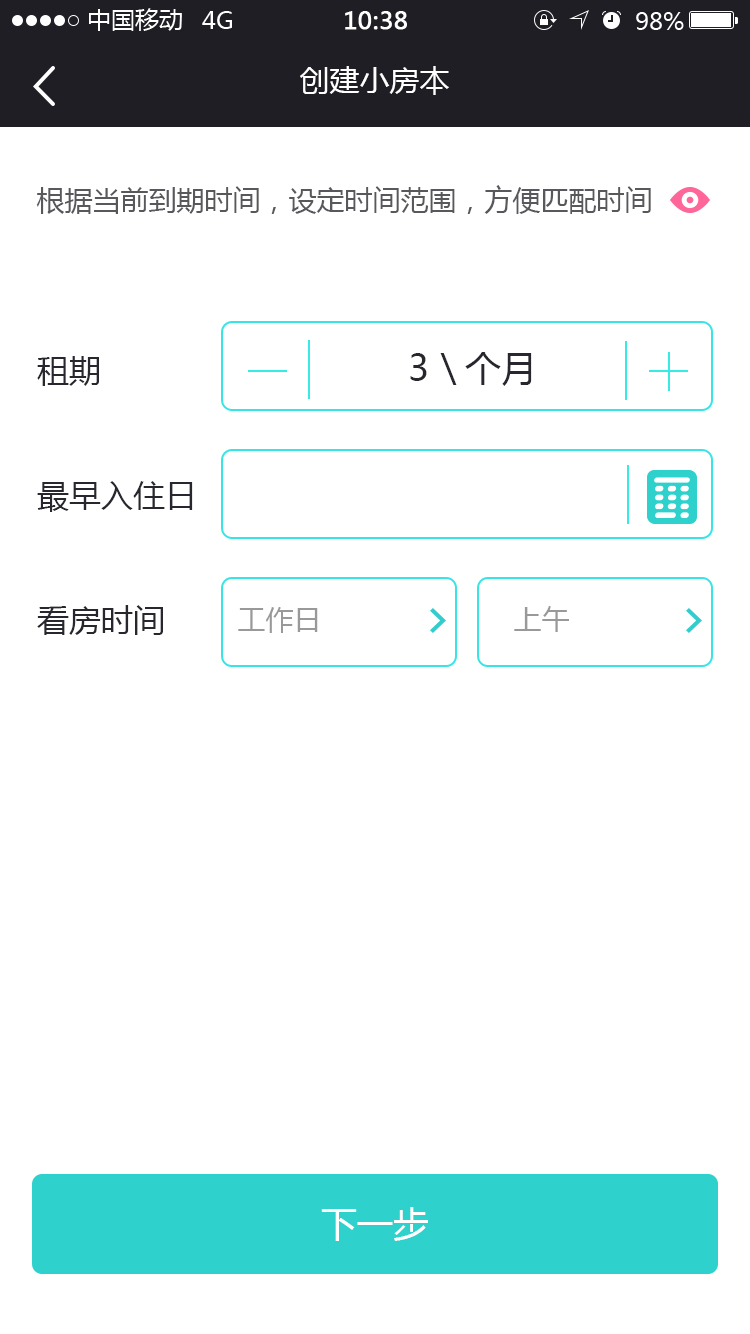 中国移动 4G 10:38 98%
创建小房本
根据当前到期时间，设定时间范围，方便匹配时间
租期 3 \ 个月
最早入住日
看房时间 工作日 上午
下一步